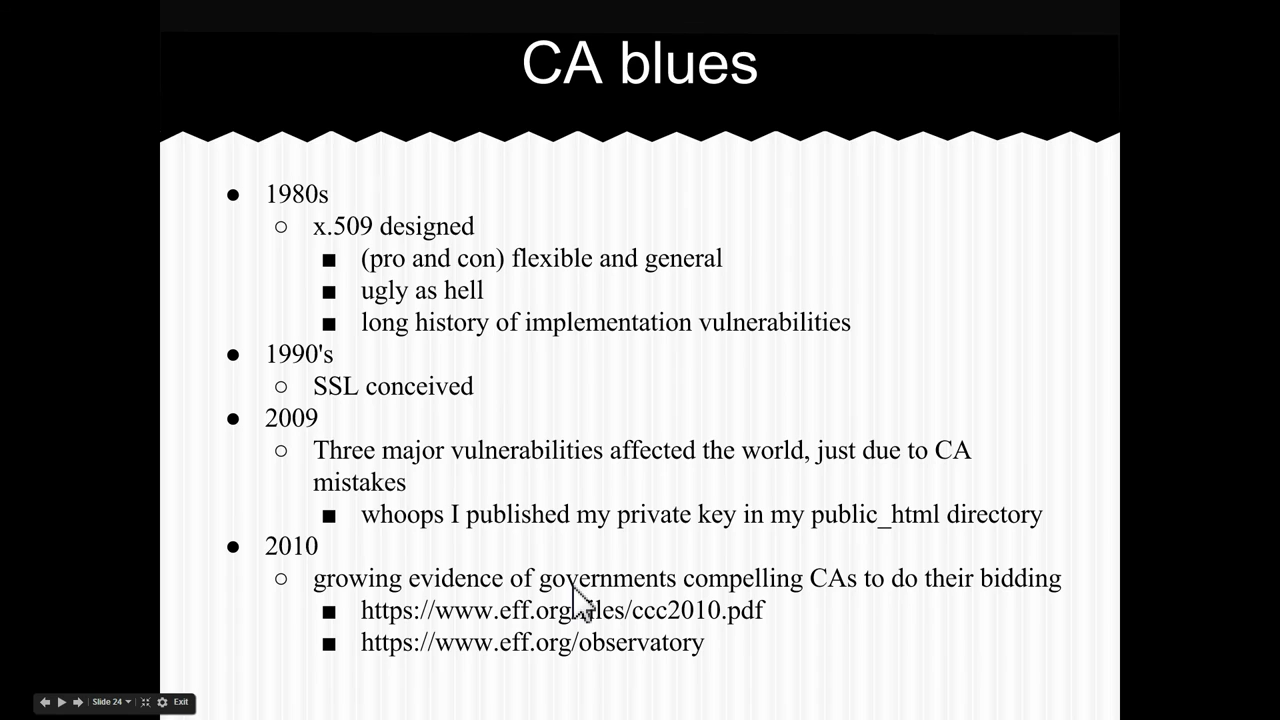 CA blues
● 1980s
○ x.509 designed
■ (pro and con) flexible and general
■ ugly as hell
■ long history of implementation vulnerabilities
● 1990's
○ SSL conceived
● 2009
○ Three major vulnerabilities affected the world, just due to CA
mistakes
■ whoops I published my private key in my public_html directory
● 2010
○ growing evidence of governments compelling CAs to do their bidding
■ https://www.eff.org/files/ccc2010.pdf
■ https://www.eff.org/observatory
Slide 24
Exit